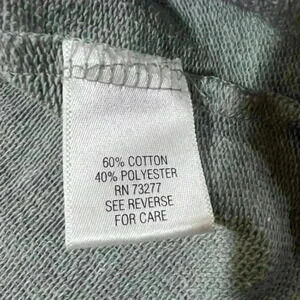 60% COTTON
40% POLYESTER
RN 73277
SEE REVERSE
FOR CARE